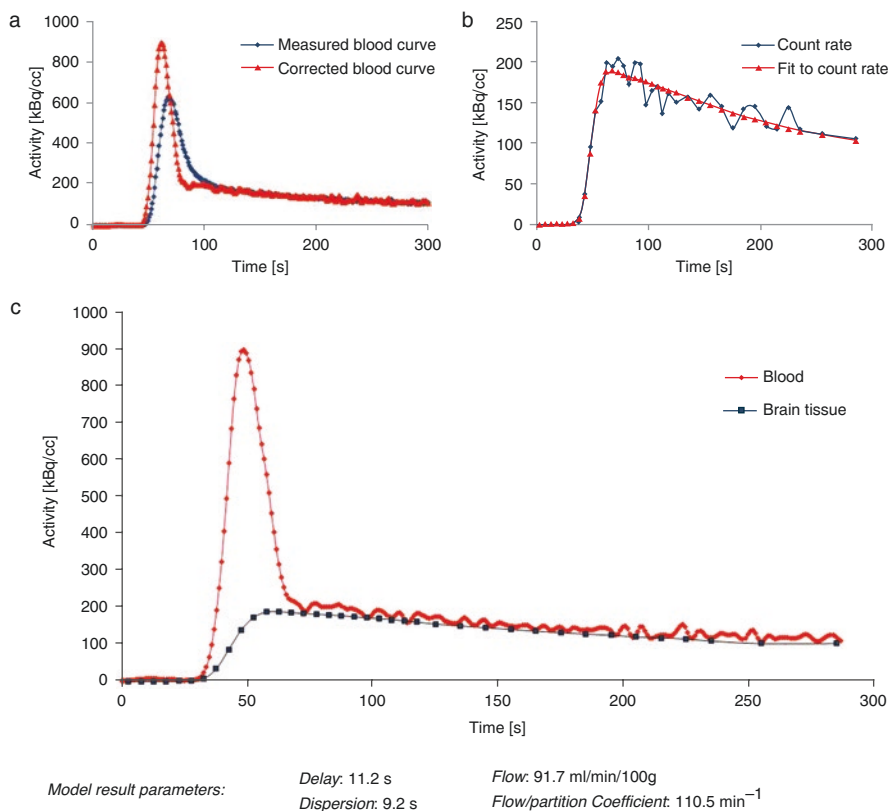 a
1000
800
600
400
200
0
Activity [kBq/cc]
0
100
200
300
Time [s]
Measured blood curve
Corrected blood curve
b
250
200
150
100
50
0
Activity [kBq/cc]
0
100
200
300
Time [s]
Count rate
Fit to count rate
c
1000
900
800
700
600
500
400
300
200
100
0
Activity [kBq/cc]
0
50
100
150
200
250
300
Time [s]
Blood
Brain tissue
Model result parameters:
Delay: 11.2 s
Flow: 91.7 ml/min/100g
Dispersion: 9.2 s
Flow/partition Coefficient: 110.5 min⁻¹